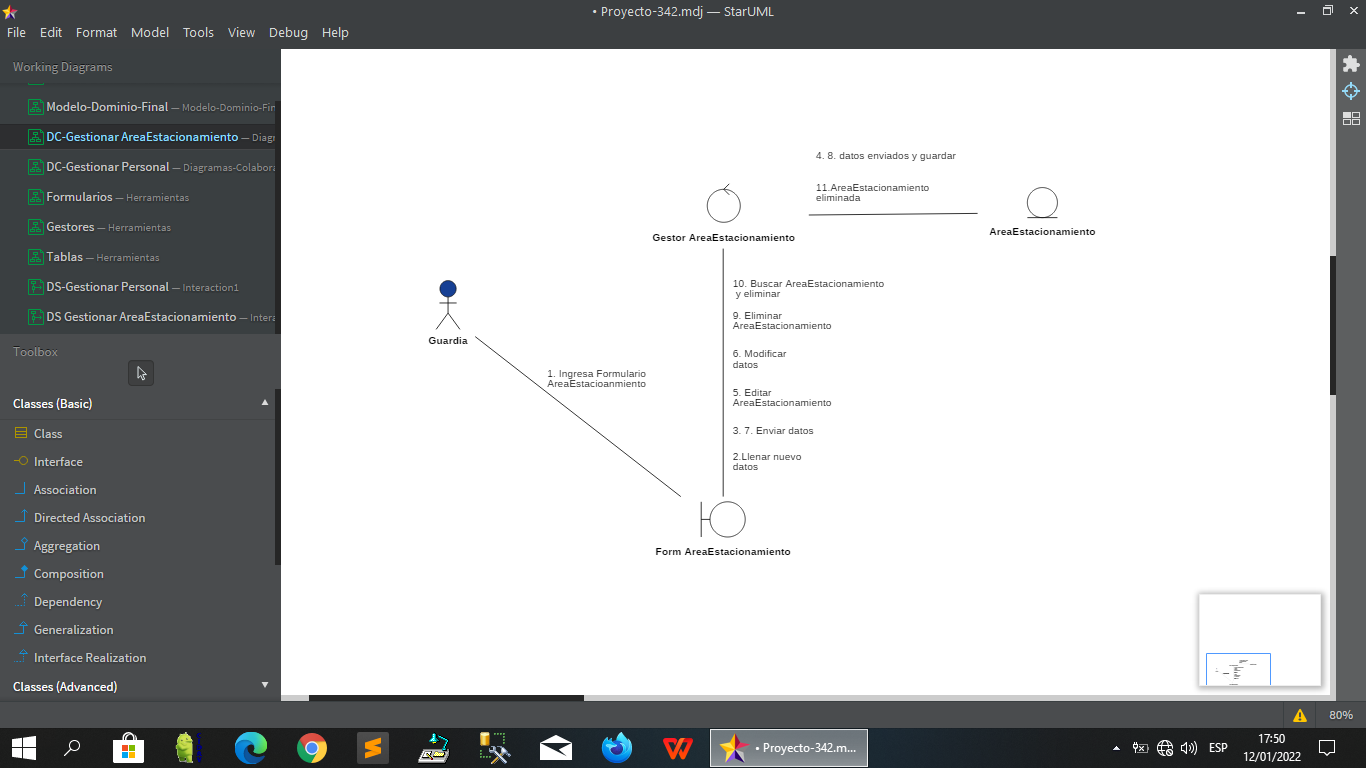 • Proyecto-342.mdj — StarUML
File Edit Format Model Tools View Debug Help
Working Diagrams
Modelo-Dominio-Final — Modelo-Dominio-Fin
DC-Gestionar AreaEstacionamiento — Diagr
DC-Gestionar Personal — Diagramas-Colabora
Formularios — Herramientas
Gestores — Herramientas
Tablas — Herramientas
DS-Gestionar Personal — Interaction1
DS Gestionar AreaEstacionamiento — Intera
Toolbox
Classes (Basic)
Class
Interface
Association
Directed Association
Aggregation
Composition
Dependency
Generalization
Interface Realization
Classes (Advanced)
4. 8. datos enviados y guardar
11.AreaEstacionamiento
eliminada
Gestor AreaEstacionamiento
AreaEstacionamiento
10. Buscar AreaEstacionamiento
y eliminar
9. Eliminar
AreaEstacionamiento
Guardia
6. Modificar
datos
1. Ingresa Formulario
AreaEstacioanmiento
5. Editar
AreaEstacionamiento
3. 7. Enviar datos
2.Llenar nuevo
datos
Form AreaEstacionamiento
80%
• Proyecto-342.m...
ESP
17:50
12/01/2022